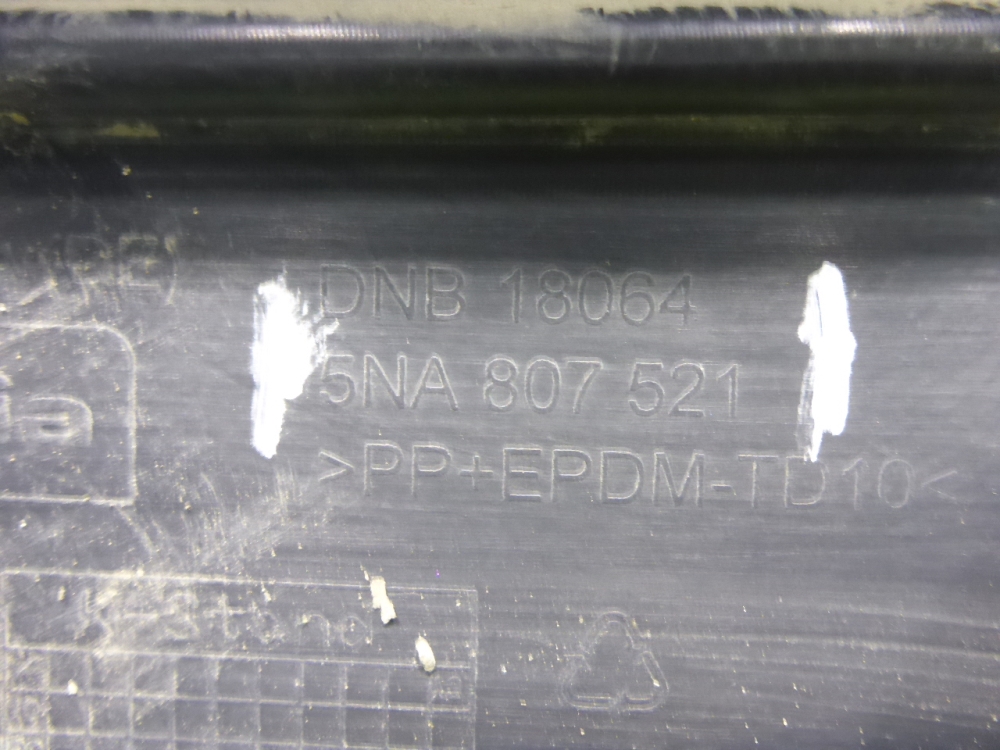 DNB 18064
5NA 807 521
>PP+EPDM-TD10<